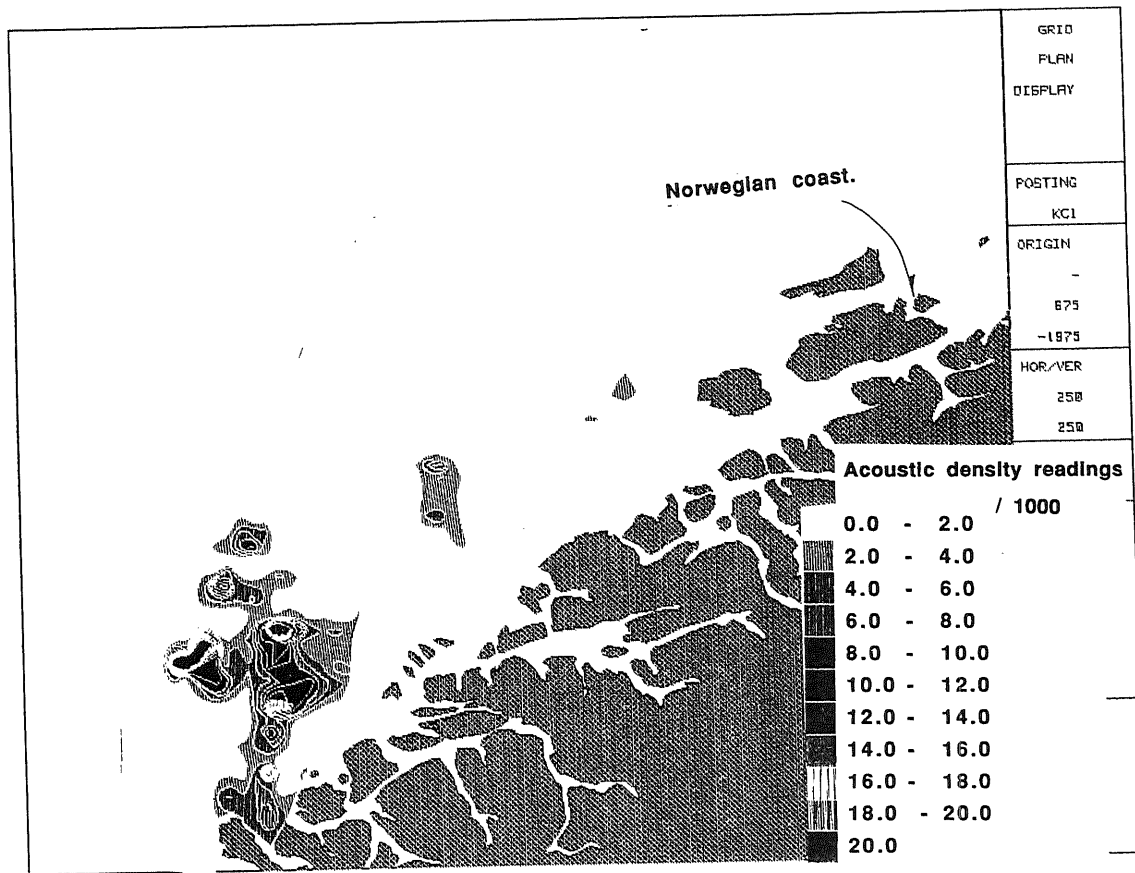 GRID
PLAN
DISPLAY
POSTING
KC1
ORIGIN
-
675
-1975
HOR/VER
250
250
Norwegian coast.
Acoustic density readings
/ 1000
0.0 - 2.0
2.0 - 4.0
4.0 - 6.0
6.0 - 8.0
8.0 - 10.0
10.0 - 12.0
12.0 - 14.0
14.0 - 16.0
16.0 - 18.0
18.0 - 20.0
20.0